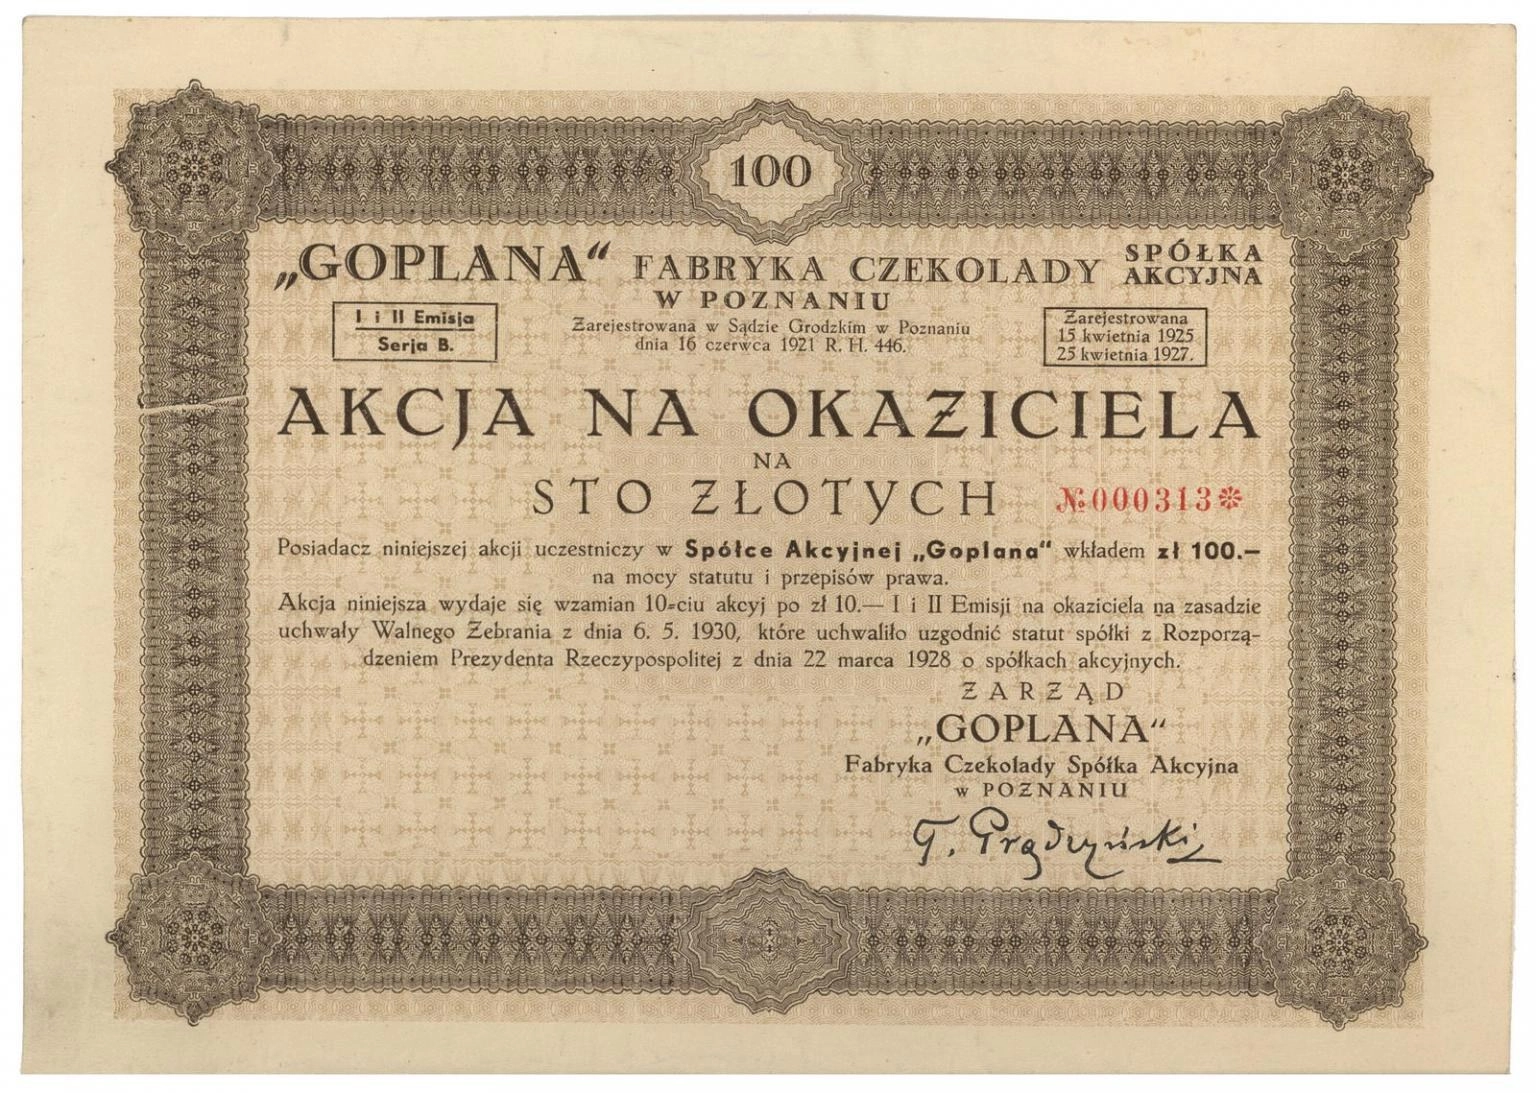 100
„GOPLANA“ FABRYKA CZEKOLADY SPÓŁKA AKCYJNA
W POZNANIU
I i II Emisja
Serja B.
Zarejestrowana w Sądzie Grodzkim w Poznaniu
dnia 16 czerwca 1921 R. H. 446.
Zarejestrowana
15 kwietnia 1925
25 kwietnia 1927.
AKCJA NA OKAZICIELA
NA
STO ZŁOTYCH
№000313
Posiadacz niniejszej akcji uczestniczy w Spółce Akcyjnej „Goplana“ wkładem zł 100.—
na mocy statutu i przepisów prawa.
Akcja niniejsza wydaje się wzamian 10-ciu akcyj po zł 10.— I i II Emisji na okaziciela na zasadzie
uchwały Walnego Zebrania z dnia 6. 5. 1930, które uchwaliło uzgodnić statut spółki z Rozporzą-
dzeniem Prezydenta Rzeczypospolitej z dnia 22 marca 1928 o spółkach akcyjnych.
ZARZĄD
„GOPLANA“
Fabryka Czekolady Spółka Akcyjna
w POZNANIU
T. Prądzyński